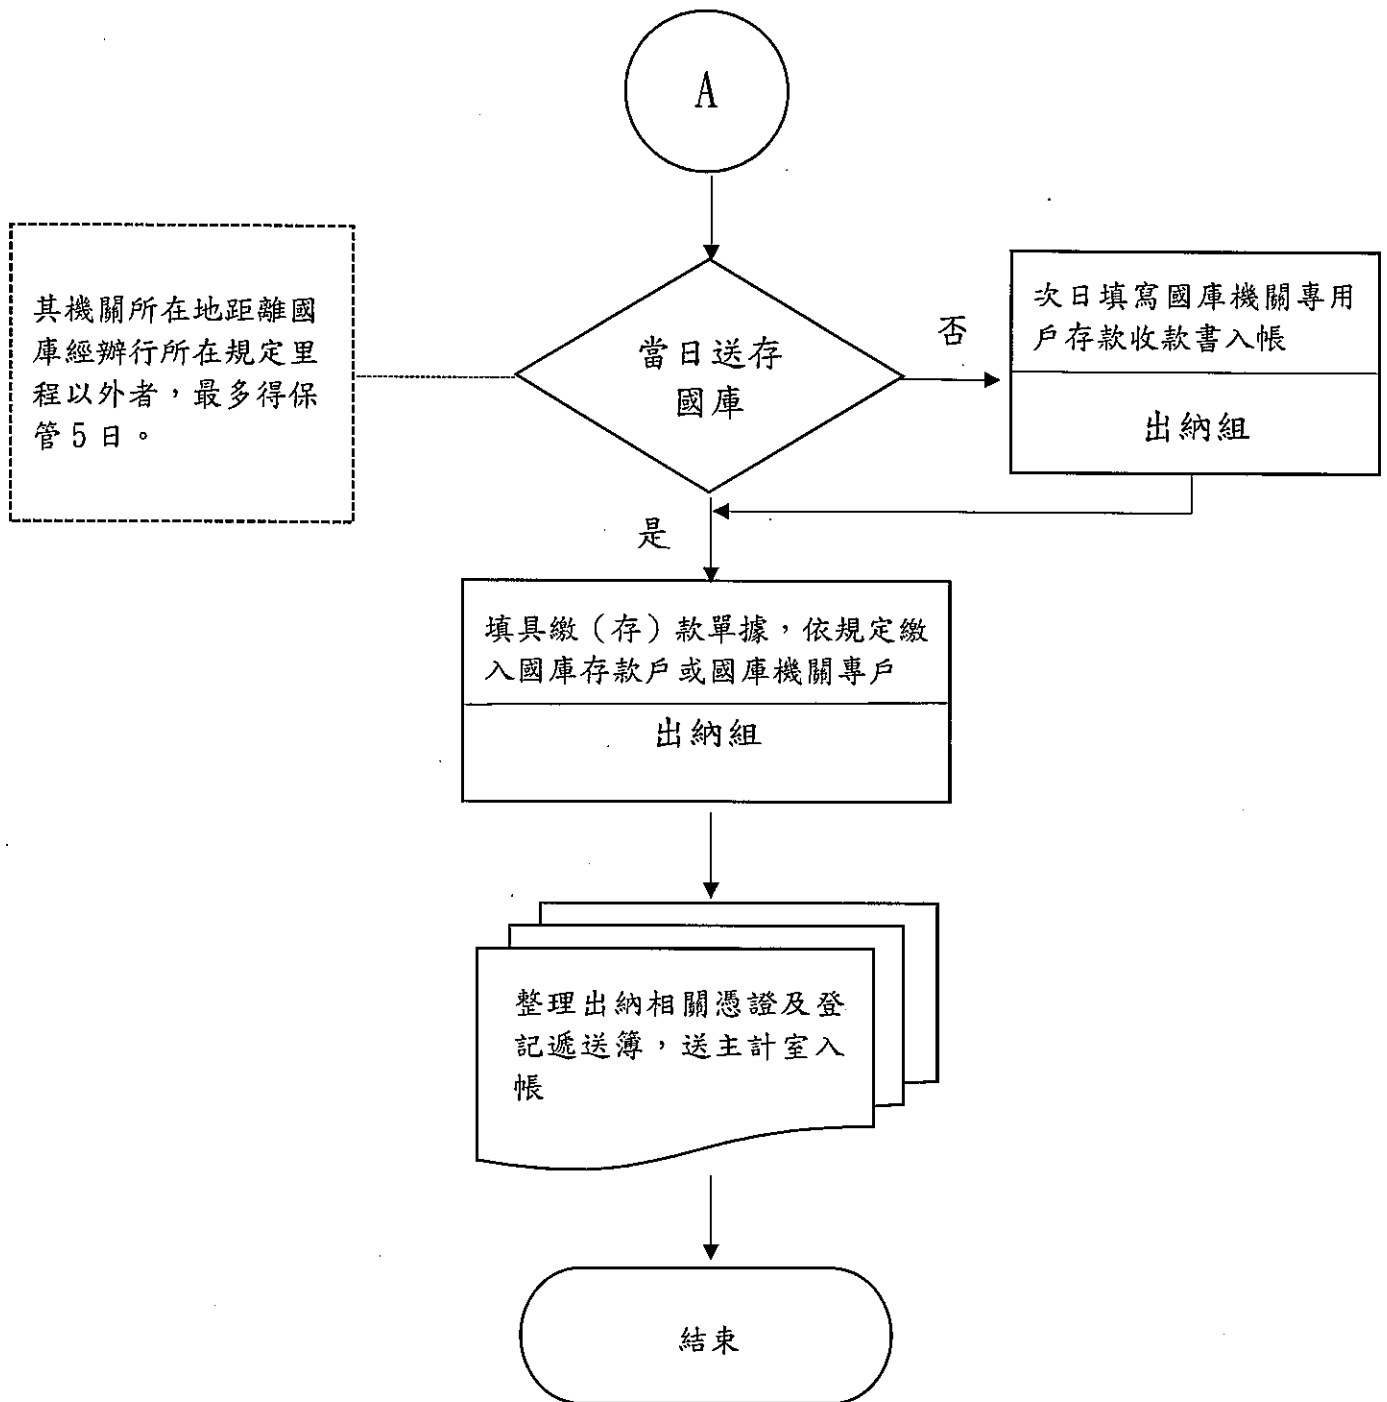 A
其機關所在地距離國
庫經辦行所在規定里
程以外者，最多得保
管5日。
當日送存
國庫
否
次日填寫國庫機關專用
戶存款收款書入帳
出納組
是
填具繳（存）款單據，依規定繳
入國庫存款戶或國庫機關專戶
出納組
整理出納相關憑證及登
記遞送簿，送主計室入
帳
結束